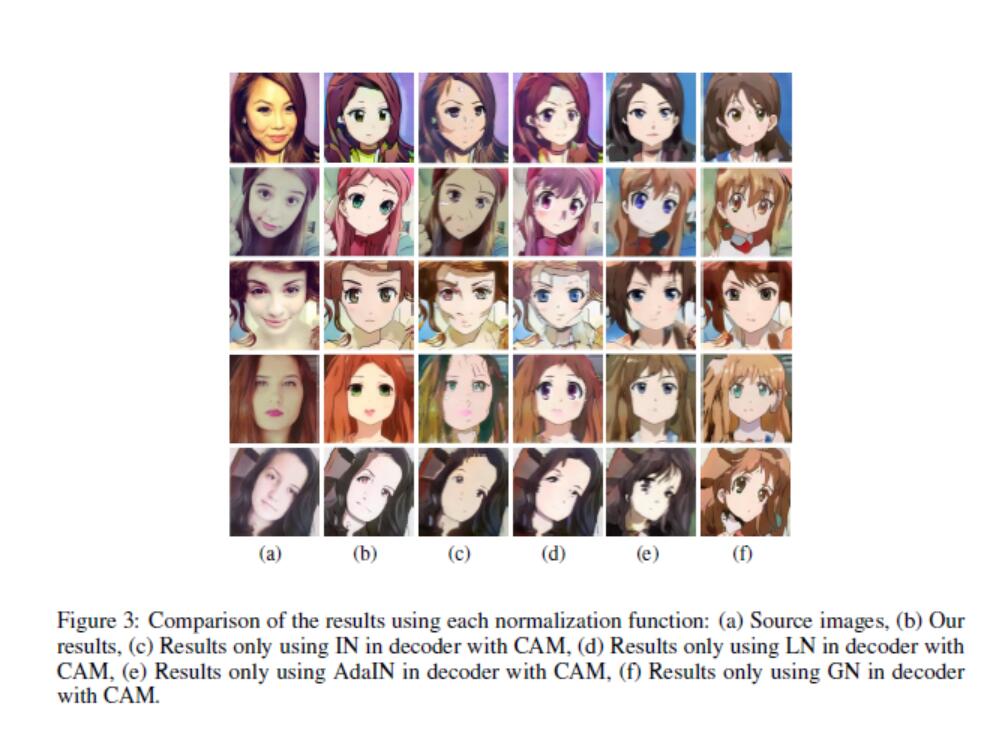 (a) (b) (c) (d) (e) (f)
Figure 3: Comparison of the results using each normalization function: (a) Source images, (b) Our
results, (c) Results only using IN in decoder with CAM, (d) Results only using LN in decoder with
CAM, (e) Results only using AdaIN in decoder with CAM, (f) Results only using GN in decoder
with CAM.